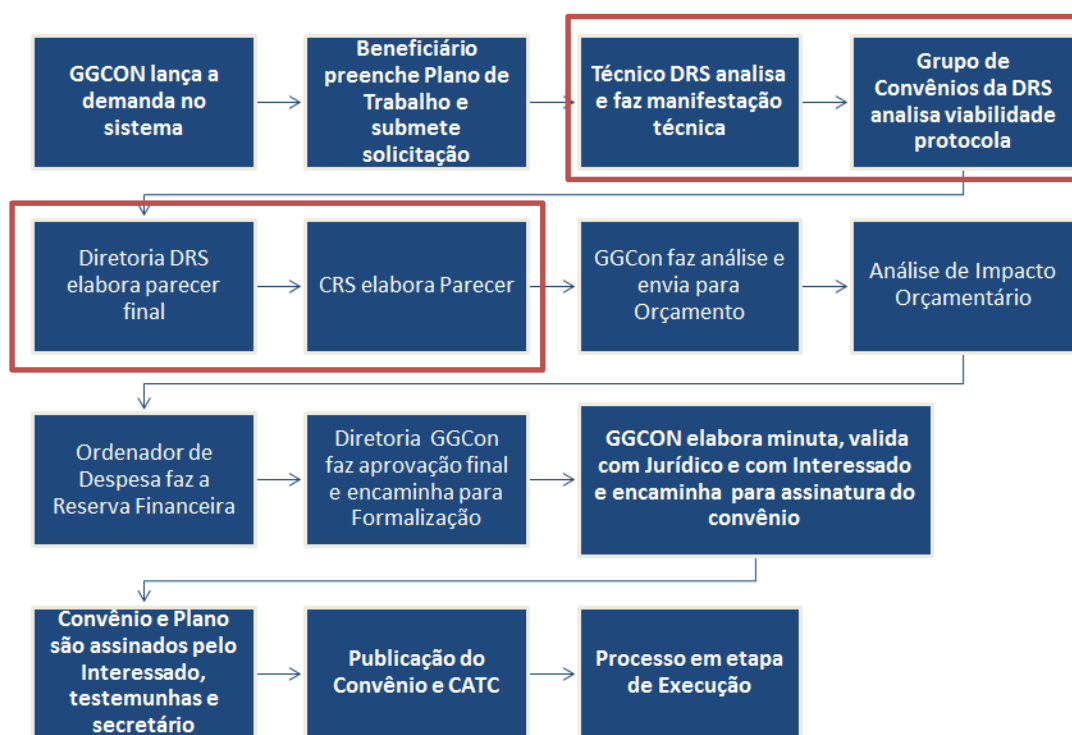 GGCON lança a
demanda no
sistema
Beneficiário
preenche Plano de
Trabalho e
submete
solicitação
Técnico DRS analisa
e faz manifestação
técnica
Grupo de
Convênios da DRS
analisa viabilidade
protocola
Diretoria DRS
elabora parecer
final
CRS elabora Parecer
GGCon faz análise e
envia para
Orçamento
Análise de Impacto
Orçamentário
Ordenador de
Despesa faz a
Reserva Financeira
Diretoria GGCon
faz aprovação final
e encaminha para
Formalização
GGCON elabora minuta, valida
com Jurídico e com Interessado
e encaminha para assinatura do
convênio
Convênio e Plano
são assinados pelo
Interessado,
testemunhas e
secretário
Publicação do
Convênio e CATC
Processo em etapa
de Execução